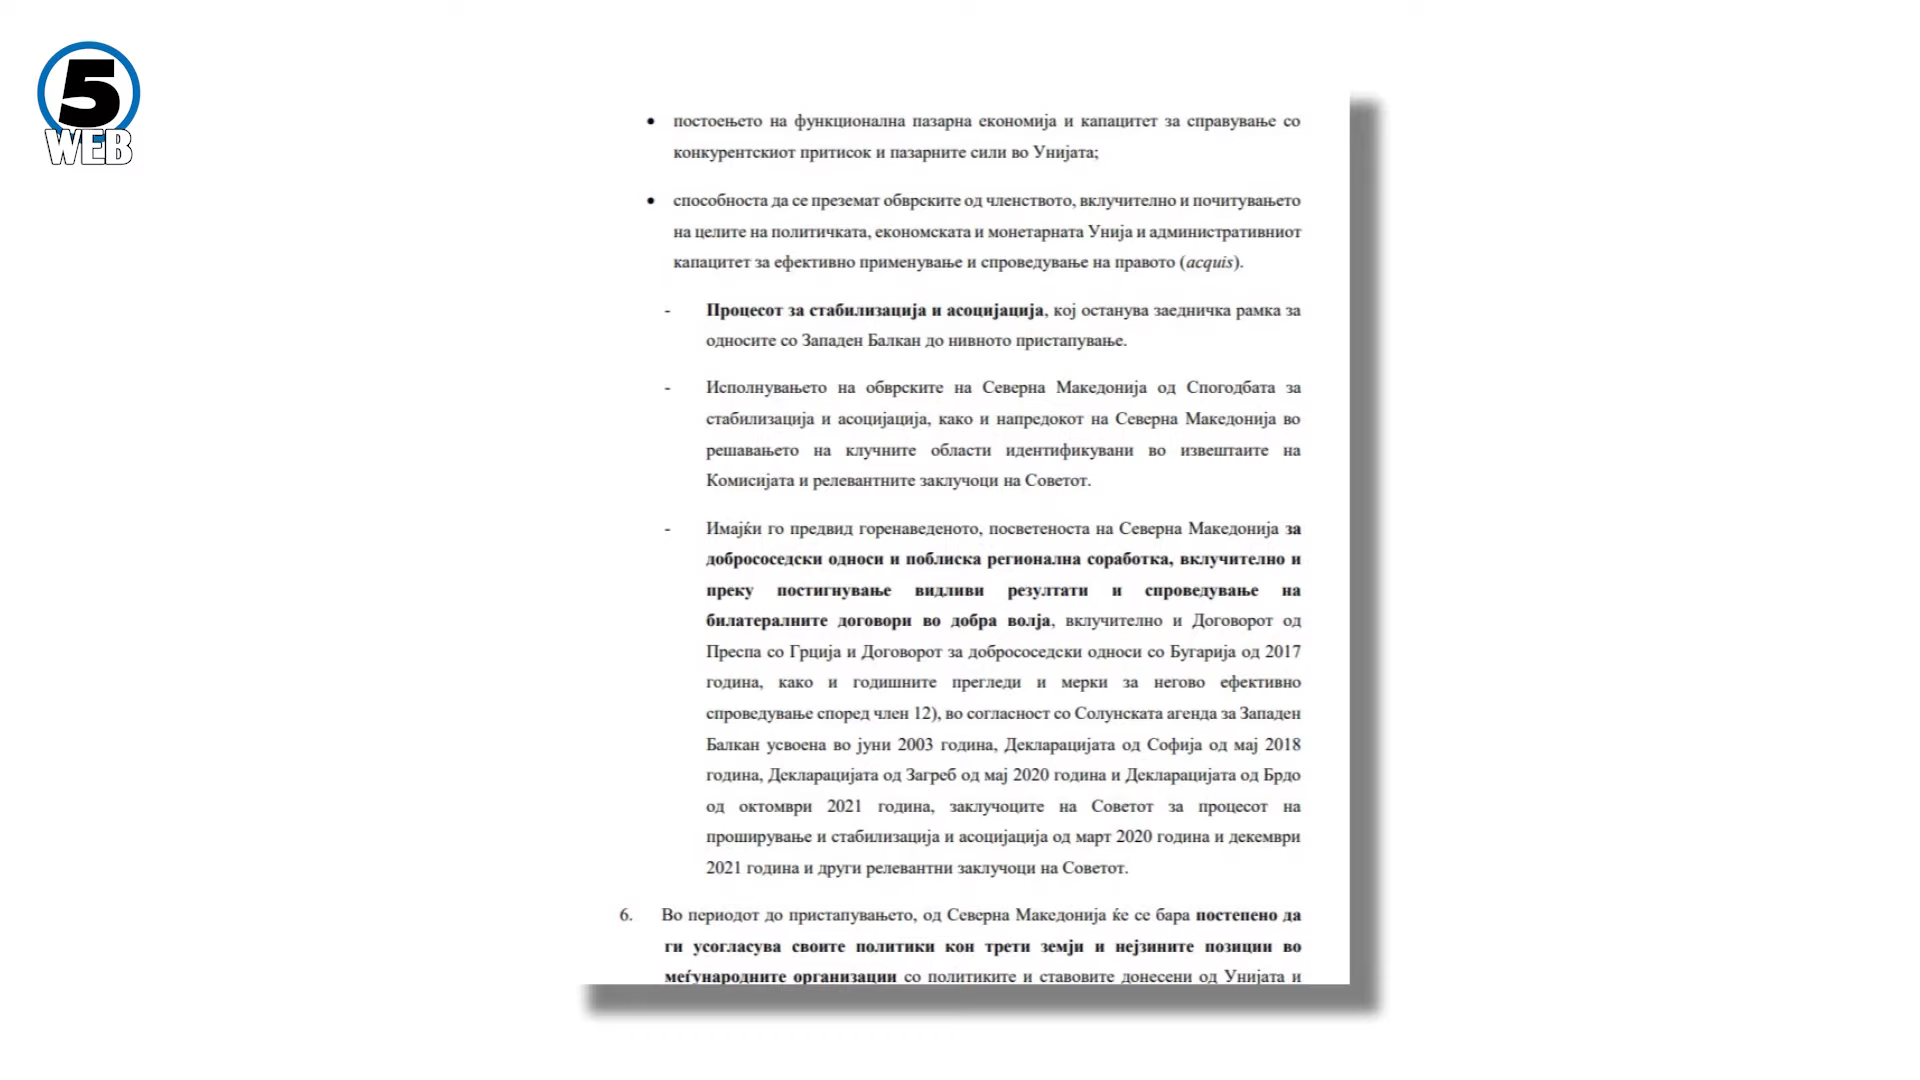 5
WEB
• постоењето на функционална пазарна економија и капацитет за справување со
конкурентскиот притисок и пазарните сили во Унијата;
• способноста да се преземат обврските од членството, вклучително и почитувањето
на целите на политичката, економската и монетарната Унија и административниот
капацитет за ефективно применување и спроведување на правото (acquis).
- Процесот за стабилизација и асоцијација, кој останува заедничка рамка за
односите со Западен Балкан до нивното пристапување.
- Исполнувањето на обврските на Северна Македонија од Спогодбата за
стабилизација и асоцијација, како и напредокот на Северна Македонија во
решавањето на клучните области идентификувани во извештаите на
Комисијата и релевантните заклучоци на Советот.
- Имајќи го предвид горенаведеното, посветеноста на Северна Македонија за
добрососедски односи и поблиска регионална соработка, вклучително и
преку постигнување видливи резултати и спроведување на
билатералните договори во добра волја, вклучително и Договорот од
Преспа со Грција и Договорот за добрососедски односи со Бугарија од 2017
година, како и годишните прегледи и мерки за негово ефективно
спроведување според член 12), во согласност со Солунската агенда за Западен
Балкан усвоена во јуни 2003 година, Декларацијата од Софија од мај 2018
година, Декларацијата од Загреб од мај 2020 година и Декларацијата од Брдо
од октомври 2021 година, заклучоците на Советот за процесот на
проширување и стабилизација и асоцијација од март 2020 година и декември
2021 година и други релевантни заклучоци на Советот.
6. Во периодот до пристапувањето, од Северна Македонија ќе се бара постепено да
ги усогласува своите политики кон трети земји и нејзините позиции во
меѓународните организации со политиките и ставовите донесени од Унијата и